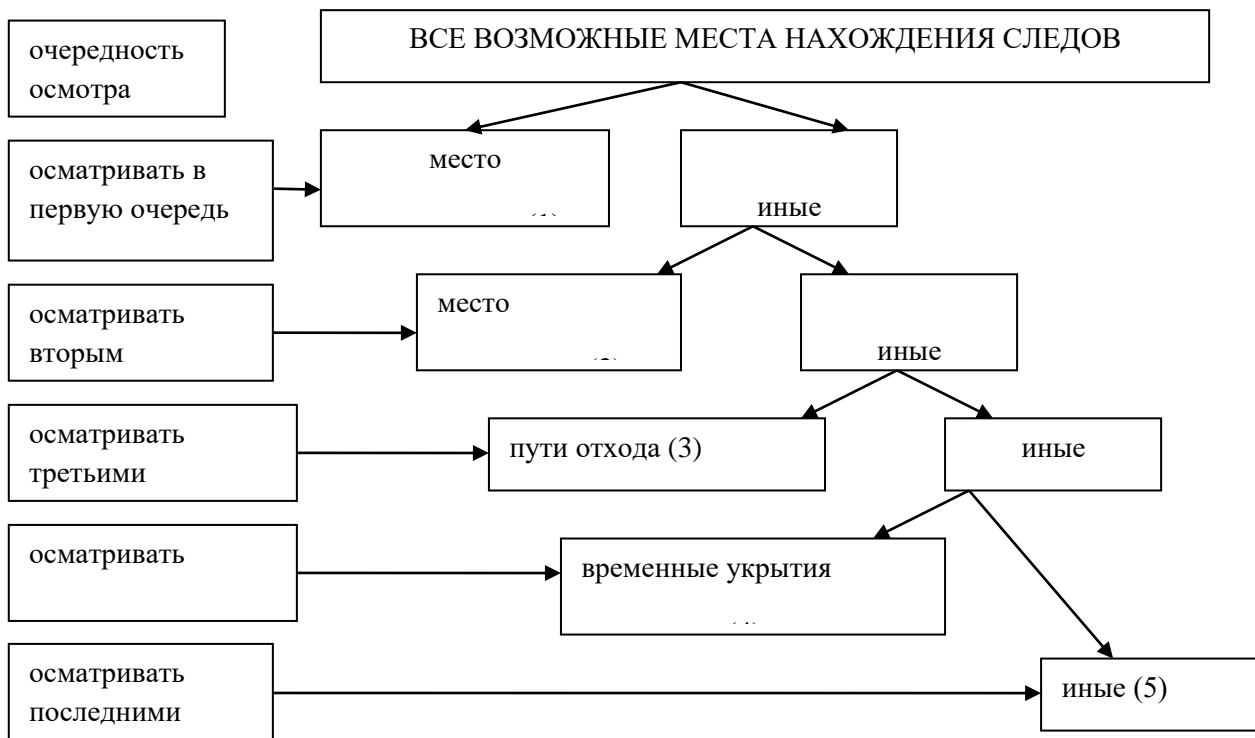 очередность
осмотра
ВСЕ ВОЗМОЖНЫЕ МЕСТА НАХОЖДЕНИЯ СЛЕДОВ
осматривать в
первую очередь
место
иные
осматривать
вторым
место
иные
осматривать
третьими
пути отхода (3)
иные
осматривать
временные укрытия
осматривать
последними
иные (5)